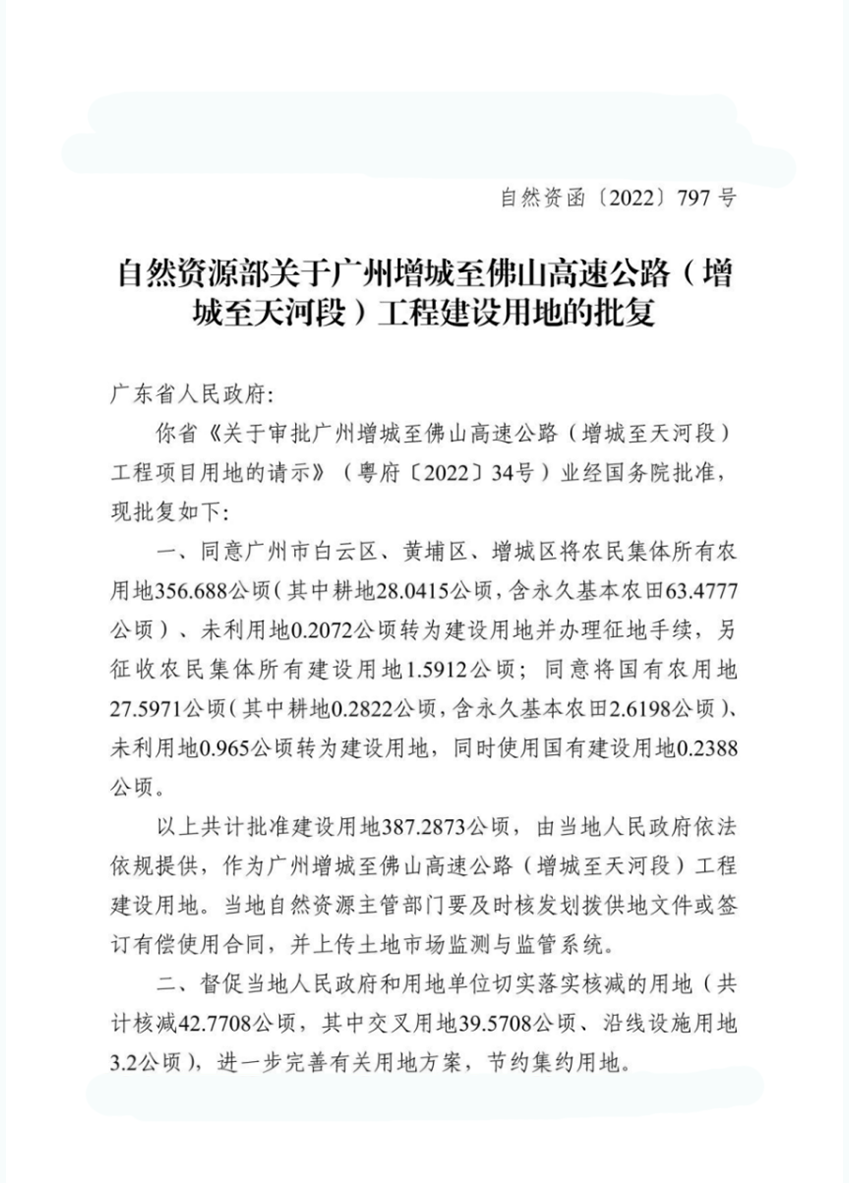 自然资函〔2022〕797 号
自然资源部关于广州增城至佛山高速公路（增
城至天河段）工程建设用地的批复
广东省人民政府：
你省《关于审批广州增城至佛山高速公路（增城至天河段）
工程项目用地的请示》（粤府〔2022〕34号）业经国务院批准，
现批复如下：
一、同意广州市白云区、黄埔区、增城区将农民集体所有农
用地356.688公顷（其中耕地28.0415公顷，含永久基本农田63.4777
公顷）、未利用地0.2072公顷转为建设用地并办理征地手续，另
征收农民集体所有建设用地1.5912公顷；同意将国有农用地
27.5971公顷（其中耕地0.2822公顷，含永久基本农田2.6198公顷）、
未利用地0.965公顷转为建设用地，同时使用国有建设用地0.2388
公顷。
以上共计批准建设用地387.2873公顷，由当地人民政府依法
依规提供，作为广州增城至佛山高速公路（增城至天河段）工程
建设用地。当地自然资源主管部门要及时核发划拨供地文件或签
订有偿使用合同，并上传土地市场监测与监管系统。
二、督促当地人民政府和用地单位切实落实核减的用地（共
计核减42.7708公顷，其中交叉用地39.5708公顷、沿线设施用地
3.2公顷），进一步完善有关用地方案，节约集约用地。